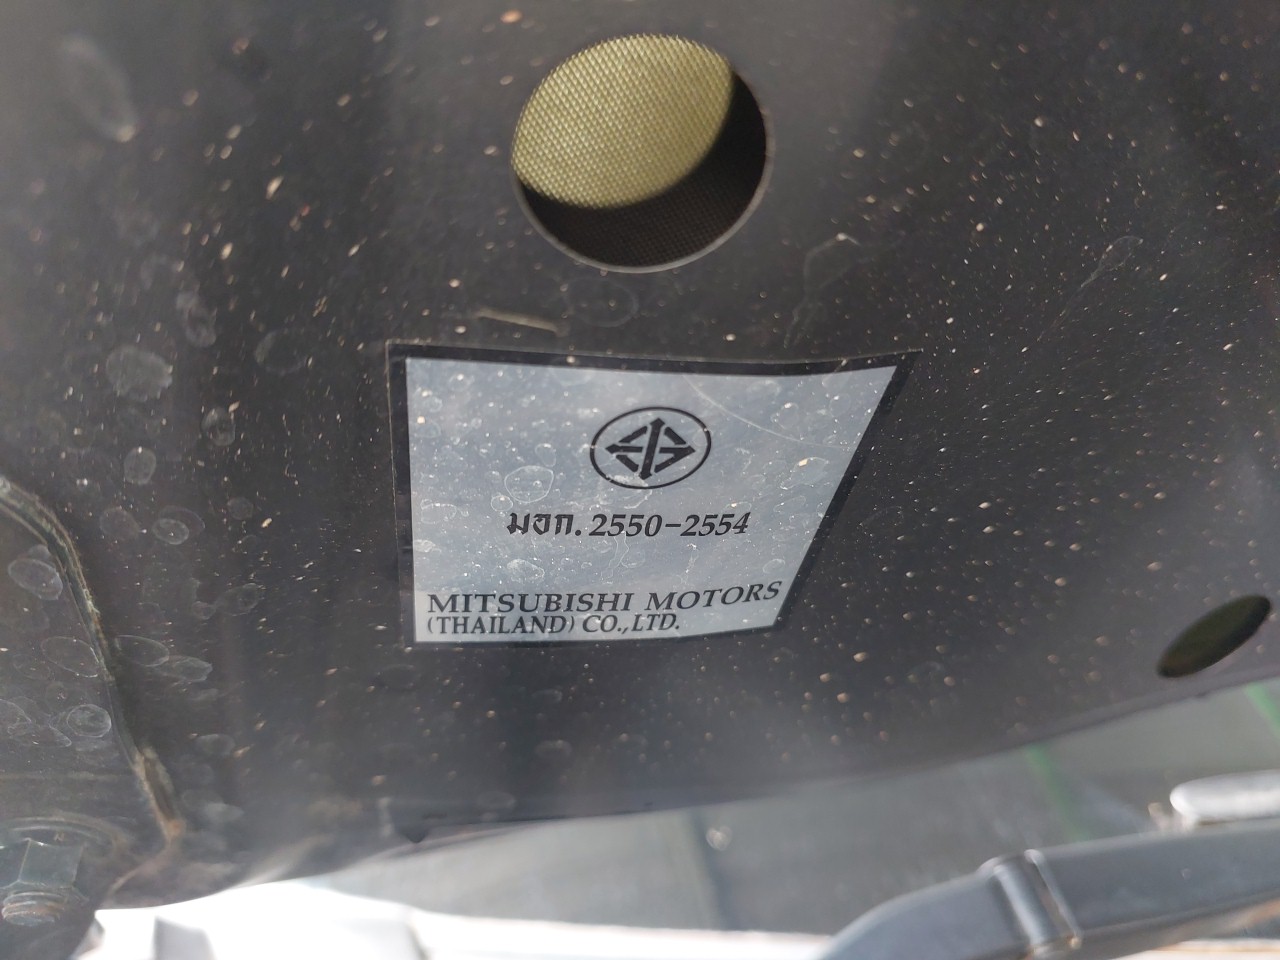 มอก. 2550-2554
MITSUBISHI MOTORS
(THAILAND) CO.,LTD.